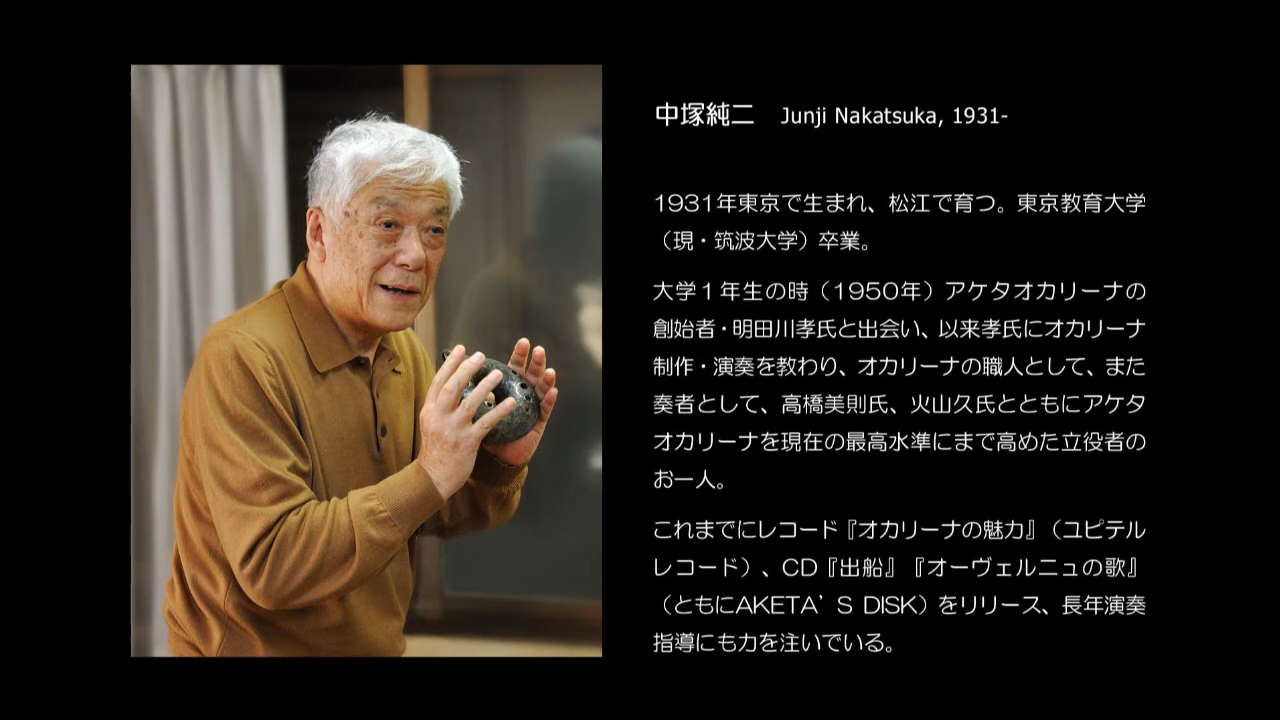 中塚純二 Junji Nakatsuka, 1931-
1931年東京で生まれ、松江で育つ。東京教育大学
（現・筑波大学）卒業。
大学１年生の時（1950年）アケタオカリーナの
創始者・明田川孝氏と出会い、以来孝氏にオカリーナ
制作・演奏を教わり、オカリーナの職人として、また
奏者として、高橋美則氏、火山久氏とともにアケタ
オカリーナを現在の最高水準にまで高めた立役者の
お一人。
これまでにレコード『オカリーナの魅力』（ユピテル
レコード）、CD『出船』『オーヴェルニュの歌』
（ともにAKETA’S DISK）をリリース、長年演奏
指導にも力を注いでいる。